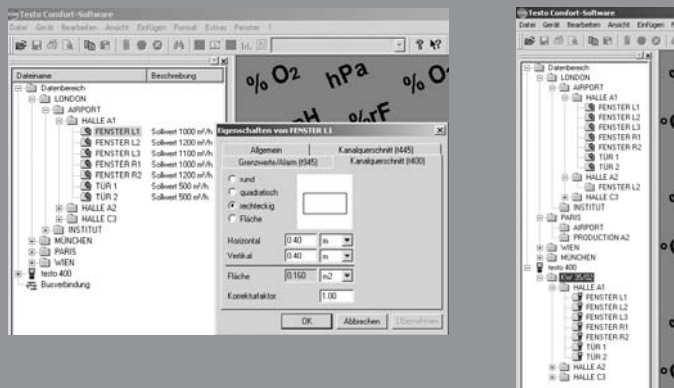 Testo Comfort-Software
Datei Gerät Bearbeiten Ansicht Einfügen Format Extras Fenster ?
Dateiname Beschreibung
Datenbereich
LONDON
AIRPORT
HALLE A1
FENSTER L1 Sollwert 1000 m³/h
FENSTER L2 Sollwert 1200 m³/h
FENSTER L3 Sollwert 1100 m³/h
FENSTER R1 Sollwert 1000 m³/h
FENSTER R2 Sollwert 1200 m³/h
TÜR 1 Sollwert 500 m³/h
TÜR 2 Sollwert 500 m³/h
HALLE A2
HALLE C3
INSTITUT
MÜNCHEN
PARIS
WIEN
testo 400
Busverbindung
% O2 hPa % O
pH %rF
Eigenschaften von FENSTER L1
Allgemein Kanalquerschnitt (t445)
Grenzwerte/Alarm (t945) Kanalquerschnitt (t400)
rund
quadratisch
rechteckig
Fläche
Horizontal 0.40 m
Vertikal 0.40 m
Fläche 0.160 m2
Korrekturfaktor 1.00
OK Abbrechen Übernehmen
Testo Comfort-Software
Datei Gerät Bearbeiten Ansicht Einfügen
Datenbereich
LONDON
AIRPORT
HALLE A1
FENSTER L1
FENSTER L2
FENSTER L3
FENSTER R1
FENSTER R2
TÜR 1
TÜR 2
HALLE A2
FENSTER L2
HALLE C3
INSTITUT
PARIS
AIRPORT
PRODUCTION A2
WIEN
MÜNCHEN
testo 400
HALLE A1
FENSTER L1
FENSTER L2
FENSTER L3
FENSTER R1
FENSTER R2
TÜR 1
TÜR 2
HALLE A2
HALLE C3